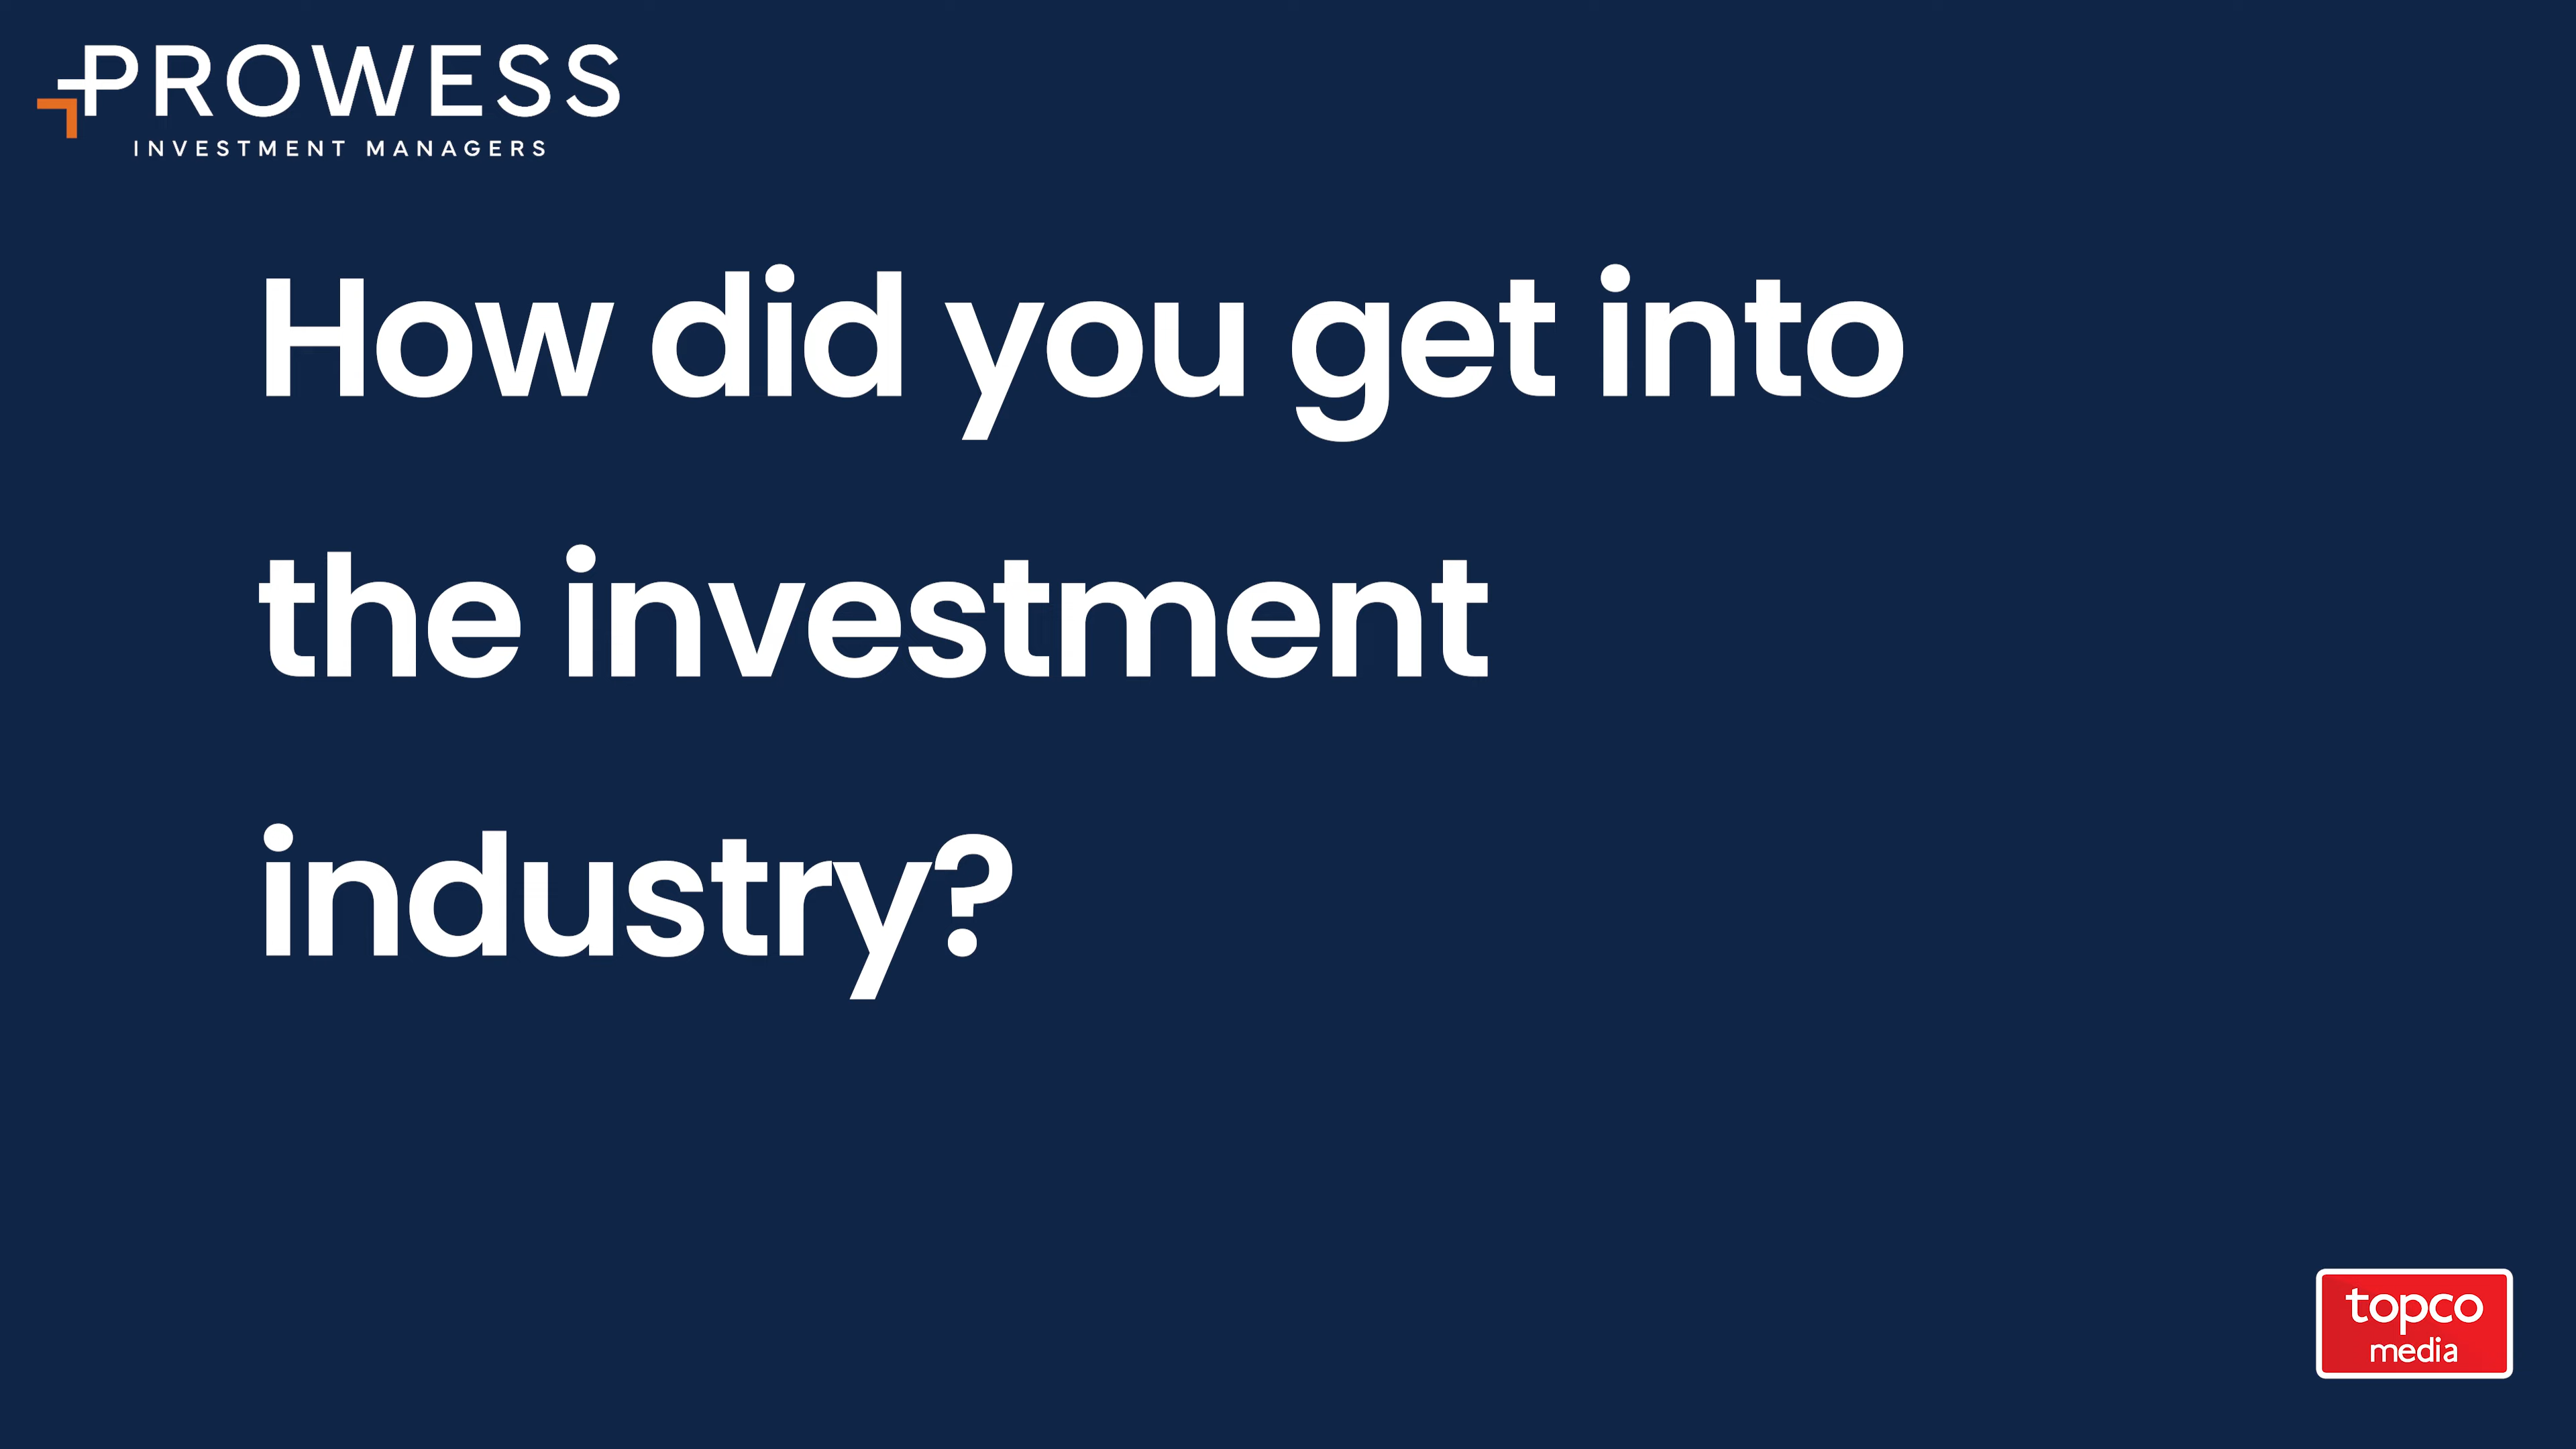 PROWESS
INVESTMENT MANAGERS
How did you get into
the investment
industry?
topco
media